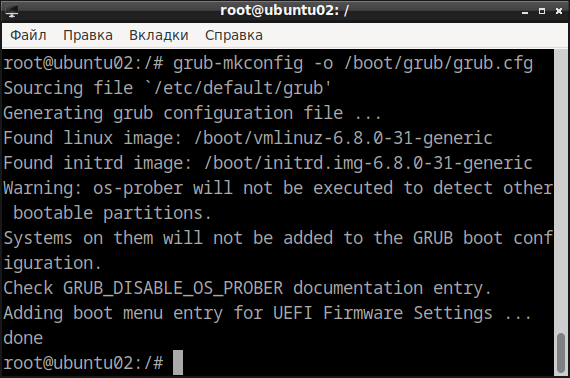 root@ubuntu02: /
Файл Правка Вкладки Справка
root@ubuntu02:/# grub-mkconfig -o /boot/grub/grub.cfg
Sourcing file `/etc/default/grub'
Generating grub configuration file ...
Found linux image: /boot/vmlinuz-6.8.0-31-generic
Found initrd image: /boot/initrd.img-6.8.0-31-generic
Warning: os-prober will not be executed to detect other
 bootable partitions.
Systems on them will not be added to the GRUB boot conf
iguration.
Check GRUB_DISABLE_OS_PROBER documentation entry.
Adding boot menu entry for UEFI Firmware Settings ...
done
root@ubuntu02:/#